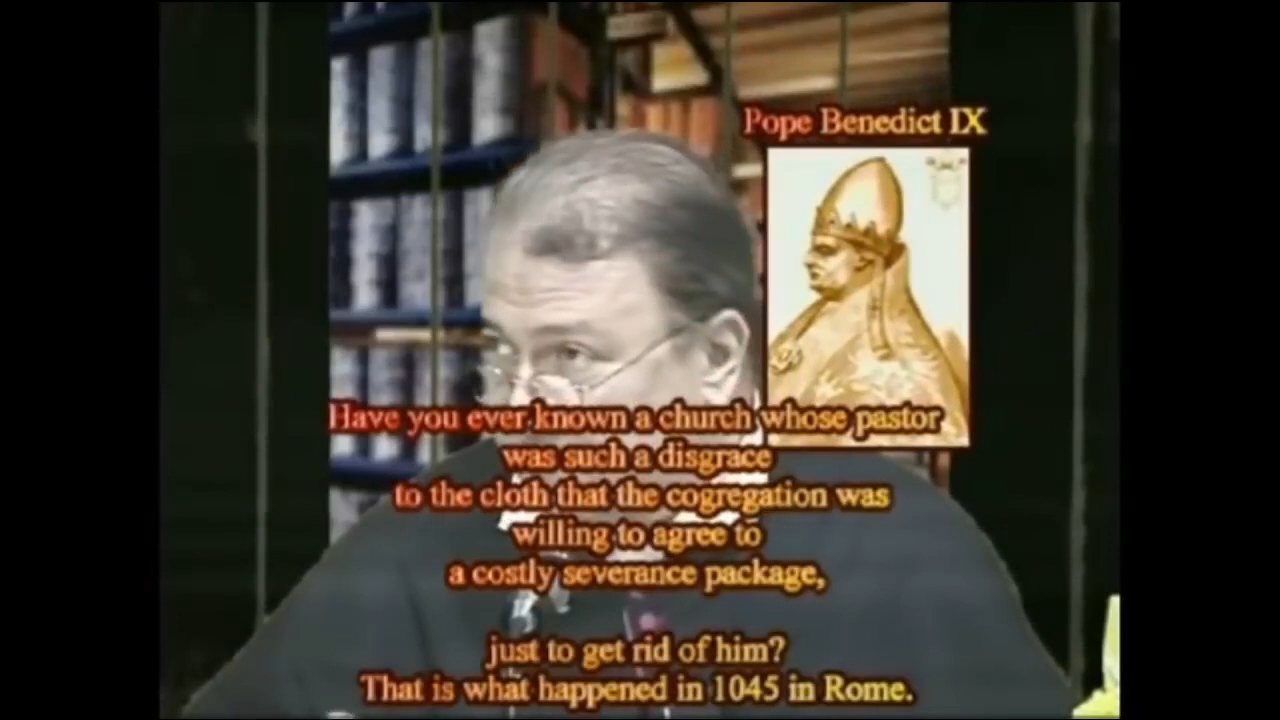 Pope Benedict IX
Have you ever known a church whose pastor
was such a disgrace
to the cloth that the cogregation was
willing to agree to
a costly severance package,
just to get rid of him?
That is what happened in 1045 in Rome.